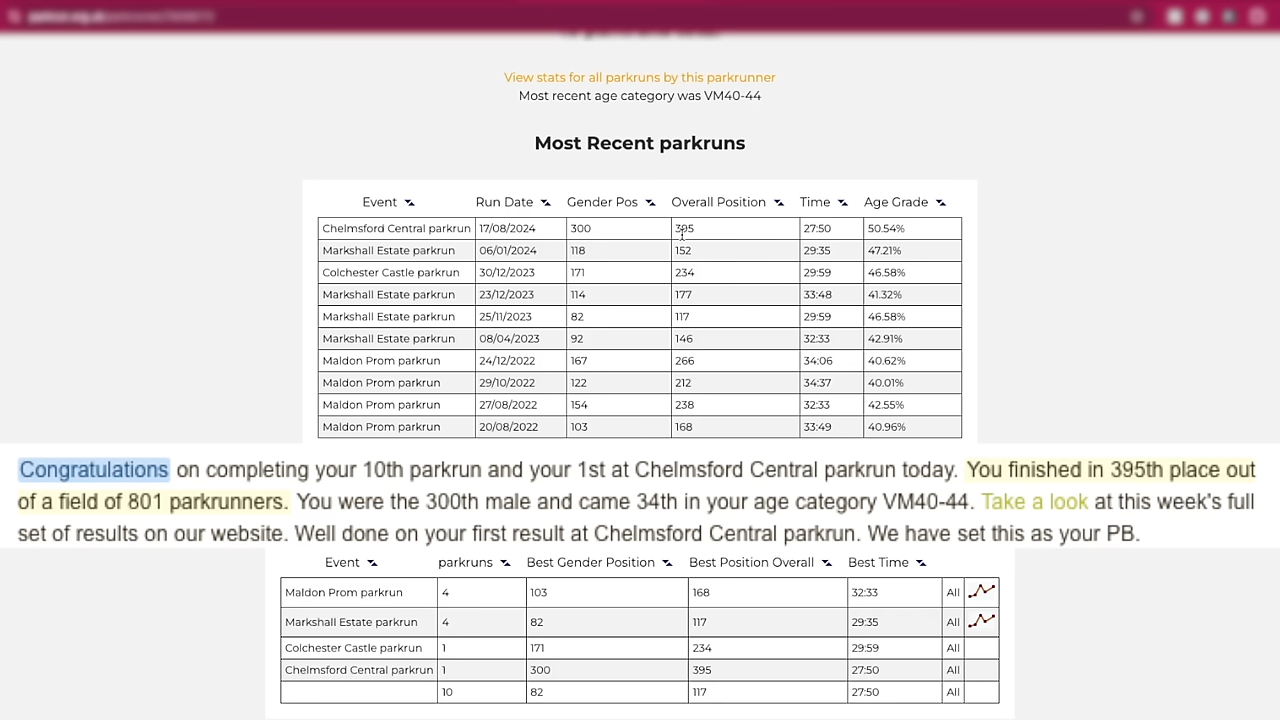 View stats for all parkruns by this parkrunner
Most recent age category was VM40-44
Most Recent parkruns
Event Run Date Gender Pos Overall Position Time Age Grade
Chelmsford Central parkrun 17/08/2024 300 395 27:50 50.54%
Markshall Estate parkrun 06/01/2024 118 152 29:35 47.21%
Colchester Castle parkrun 30/12/2023 171 234 29:59 46.58%
Markshall Estate parkrun 23/12/2023 114 177 33:48 41.32%
Markshall Estate parkrun 25/11/2023 82 117 29:59 46.58%
Markshall Estate parkrun 08/04/2023 92 146 32:33 42.91%
Maldon Prom parkrun 24/12/2022 167 266 34:06 40.62%
Maldon Prom parkrun 29/10/2022 122 212 34:37 40.01%
Maldon Prom parkrun 27/08/2022 154 238 32:33 42.55%
Maldon Prom parkrun 20/08/2022 103 168 33:49 40.96%
Congratulations on completing your 10th parkrun and your 1st at Chelmsford Central parkrun today. You finished in 395th place out
of a field of 801 parkrunners. You were the 300th male and came 34th in your age category VM40-44. Take a look at this week's full
set of results on our website. Well done on your first result at Chelmsford Central parkrun. We have set this as your PB.
Event parkruns Best Gender Position Best Position Overall Best Time
Maldon Prom parkrun 4 103 168 32:33 All
Markshall Estate parkrun 4 82 117 29:35 All
Colchester Castle parkrun 1 171 234 29:59 All
Chelmsford Central parkrun 1 300 395 27:50 All
10 82 117 27:50 All